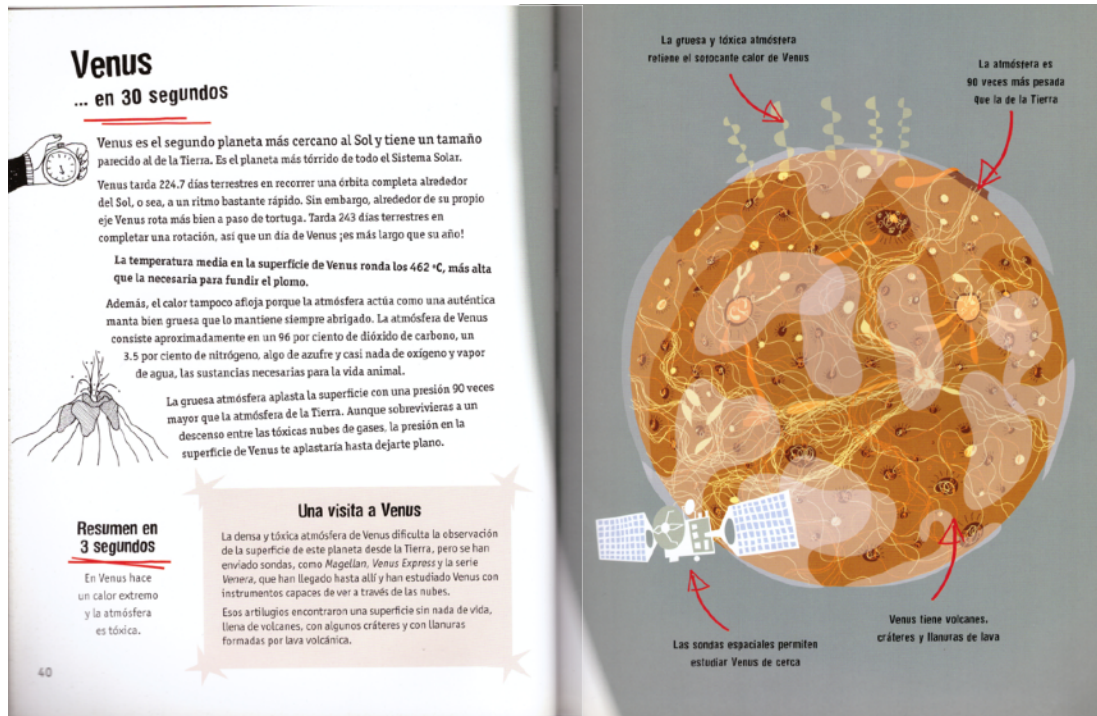 Venus
... en 30 segundos
Venus es el segundo planeta más cercano al Sol y tiene un tamaño
parecido al de la Tierra. Es el planeta más tórrido de todo el Sistema Solar.
Venus tarda 224.7 días terrestres en recorrer una órbita completa alrededor
del Sol, o sea, a un ritmo bastante rápido. Sin embargo, alrededor de su propio
eje Venus rota más bien a paso de tortuga. Tarda 243 días terrestres en
completar una rotación, así que un día de Venus ¡es más largo que su año!
La temperatura media en la superficie de Venus ronda los 462 °C, más alta
que la necesaria para fundir el plomo.
Además, el calor tampoco afloja porque la atmósfera actúa como una auténtica
manta bien gruesa que lo mantiene siempre abrigado. La atmósfera de Venus
consiste aproximadamente en un 96 por ciento de dióxido de carbono, un
3.5 por ciento de nitrógeno, algo de azufre y casi nada de oxígeno y vapor
de agua, las sustancias necesarias para la vida animal.
La gruesa atmósfera aplasta la superficie con una presión 90 veces
mayor que la atmósfera de la Tierra. Aunque sobrevivieras a un
descenso entre las tóxicas nubes de gases, la presión en la
superficie de Venus te aplastaría hasta dejarte plano.
Resumen en
3 segundos
En Venus hace
un calor extremo
y la atmósfera
es tóxica.
Una visita a Venus
La densa y tóxica atmósfera de Venus dificulta la observación
de la superficie de este planeta desde la Tierra, pero se han
enviado sondas, como Magellan, Venus Express y la serie
Venera, que han llegado hasta allí y han estudiado Venus con
instrumentos capaces de ver a través de las nubes.
Esos artilugios encontraron una superficie sin nada de vida,
llena de volcanes, con algunos cráteres y con llanuras
formadas por lava volcánica.
40
La gruesa y tóxica atmósfera
retiene el sofocante calor de Venus
La atmósfera es
90 veces más pesada
que la de la Tierra
Las sondas espaciales permiten
estudiar Venus de cerca
Venus tiene volcanes,
cráteres y llanuras de lava